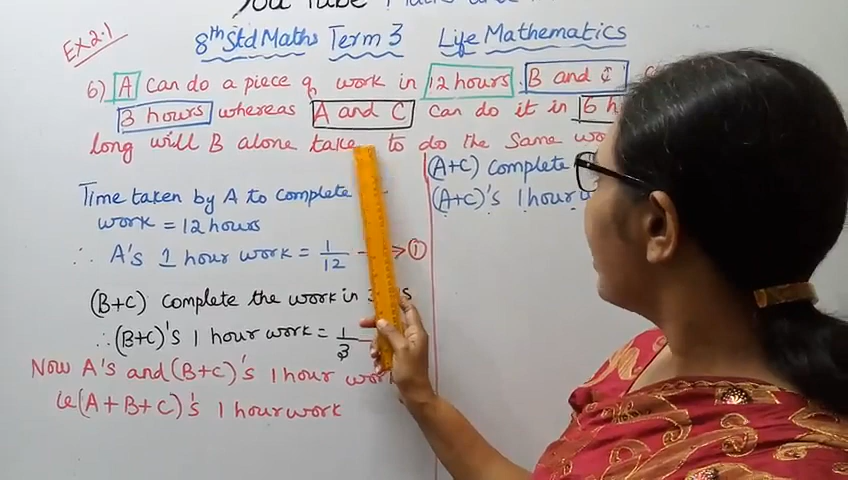 You Tube
EX 2.1
8th Std Maths Term 3 Life Mathematics
6) A can do a piece of work in 12 hours. B and C
3 hours whereas A and C can do it in 6
long will B alone take to do the same
Time taken by A to complete
work = 12 hours
∴ A's 1 hour work = 1/12 → ①
(B+C) complete the work in
∴ (B+C)'s 1 hour work = 1/3
Now A's and (B+C)'s 1 hour work
ie (A+B+C)'s 1 hour work
(A+C) complete
(A+C)'s 1 hour